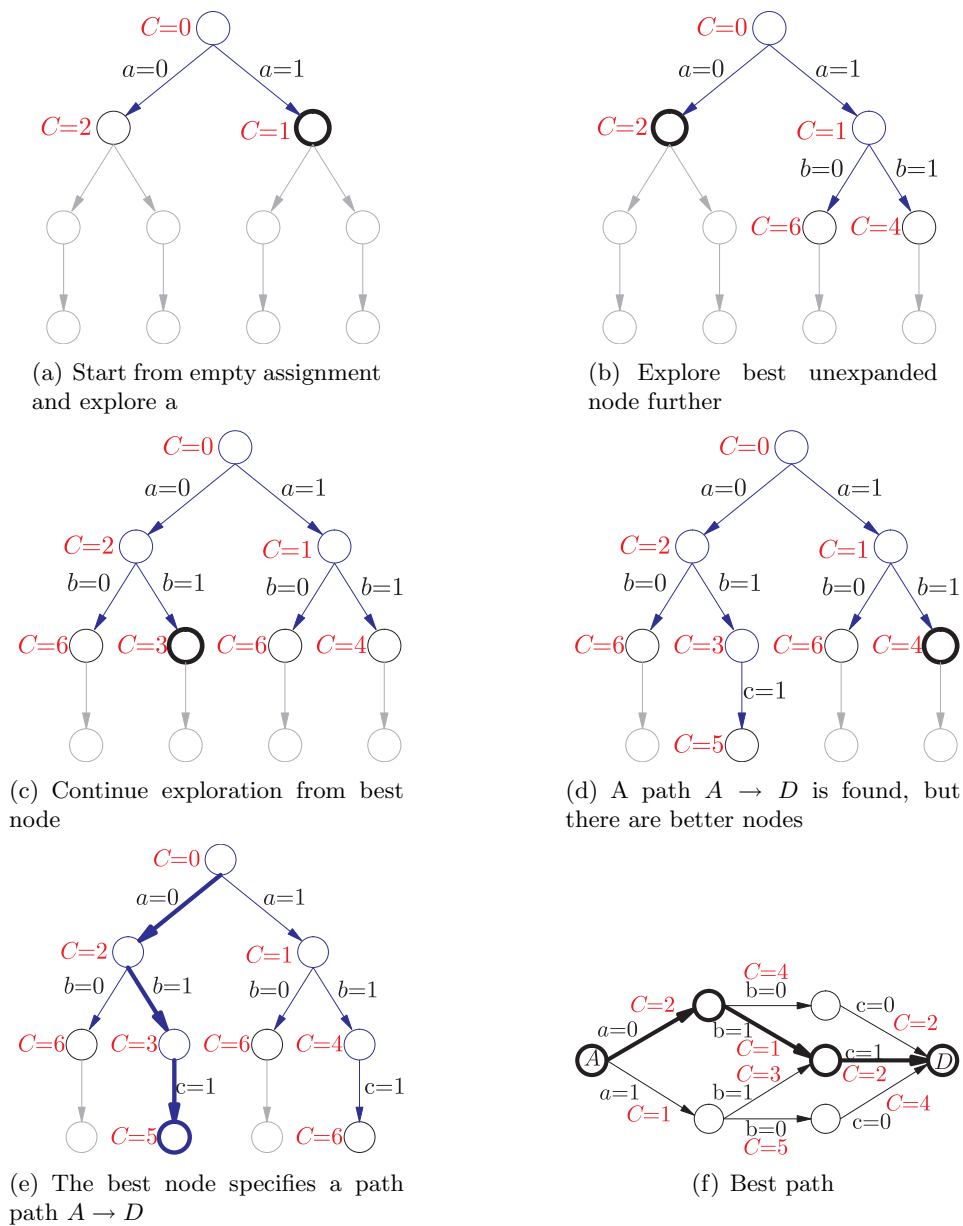 C=0
a=0
a=1
C=2
C=1
(a) Start from empty assignment
and explore a
C=0
a=0
a=1
C=2
C=1
b=0
b=1
C=6
C=4
(b) Explore best unexpanded
node further
C=0
a=0
a=1
C=2
C=1
b=0
b=1
b=0
b=1
C=6
C=3
C=6
C=4
(c) Continue exploration from best
node
C=0
a=0
a=1
C=2
C=1
b=0
b=1
b=0
b=1
C=6
C=3
C=6
C=4
c=1
C=5
(d) A path A → D is found, but
there are better nodes
C=0
a=0
a=1
C=2
C=1
b=0
b=1
b=0
b=1
C=6
C=3
C=6
C=4
c=1
c=1
C=5
C=6
(e) The best node specifies a path
path A → D
C=4
b=0
C=2
c=0
a=0
b=1
C=2
C=1
c=1
A
D
C=3
C=2
a=1
b=1
C=1
C=4
b=0
c=0
C=5
(f) Best path